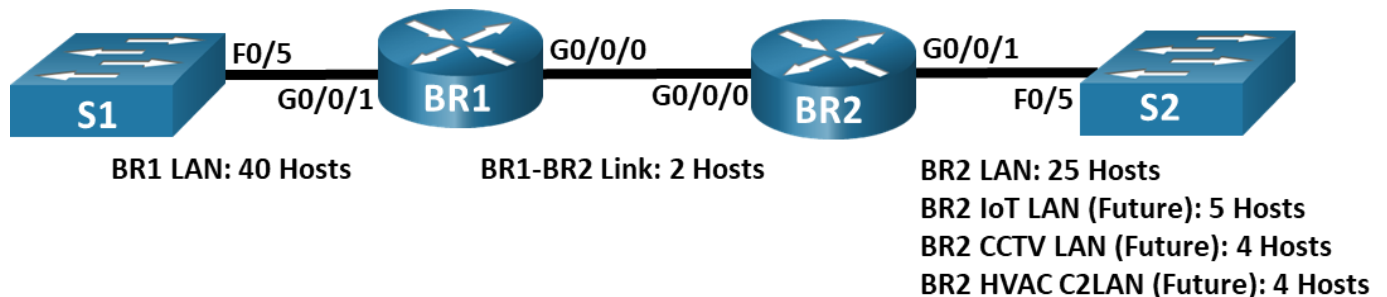 F0/5
G0/0/1
S1
BR1
G0/0/0
G0/0/0
BR2
G0/0/1
F0/5
S2
BR1 LAN: 40 Hosts
BR1-BR2 Link: 2 Hosts
BR2 LAN: 25 Hosts
BR2 IoT LAN (Future): 5 Hosts
BR2 CCTV LAN (Future): 4 Hosts
BR2 HVAC C2LAN (Future): 4 Hosts